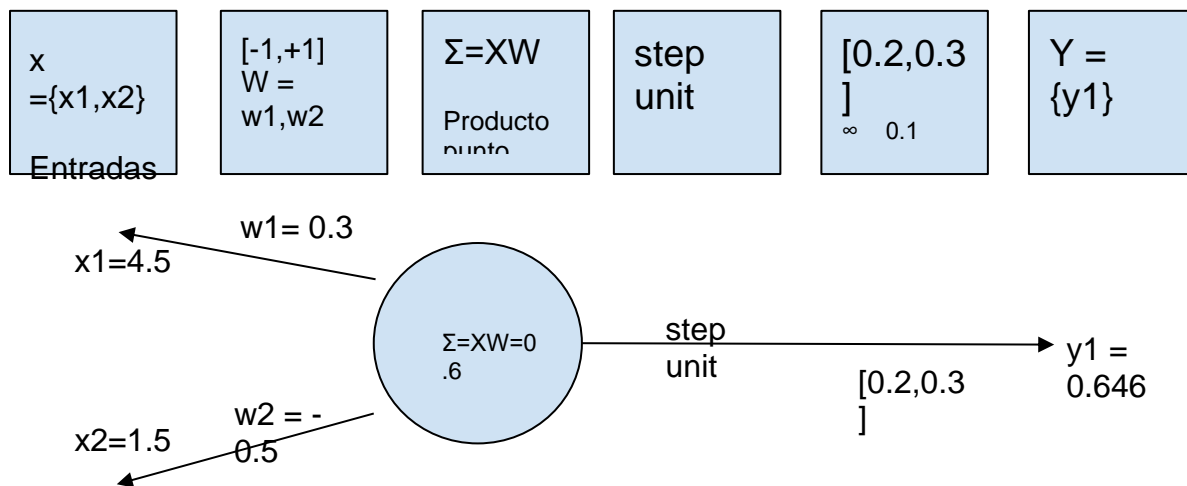 x
={x1,x2}
Entradas
[-1,+1]
W =
w1,w2
Σ=XW
Producto
punto
step
unit
[0.2,0.3
]
∞ 0.1
Y =
{y1}
w1= 0.3
x1=4.5
Σ=XW=0
.6
step
unit
[0.2,0.3
]
y1 =
0.646
w2 = -
0.5
x2=1.5